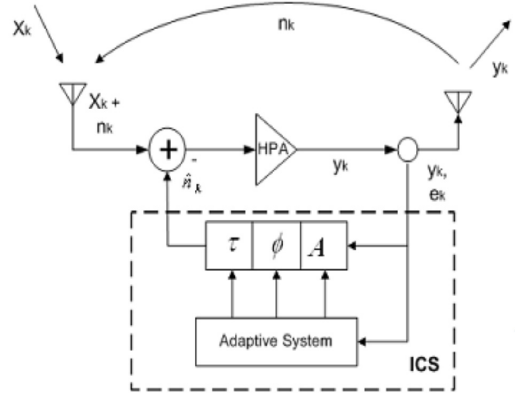 Xk
nk
yk
Xk +
nk
+
-
n̂k
HPA
yk
yk,
ek
τ ϕ A
Adaptive System
ICS